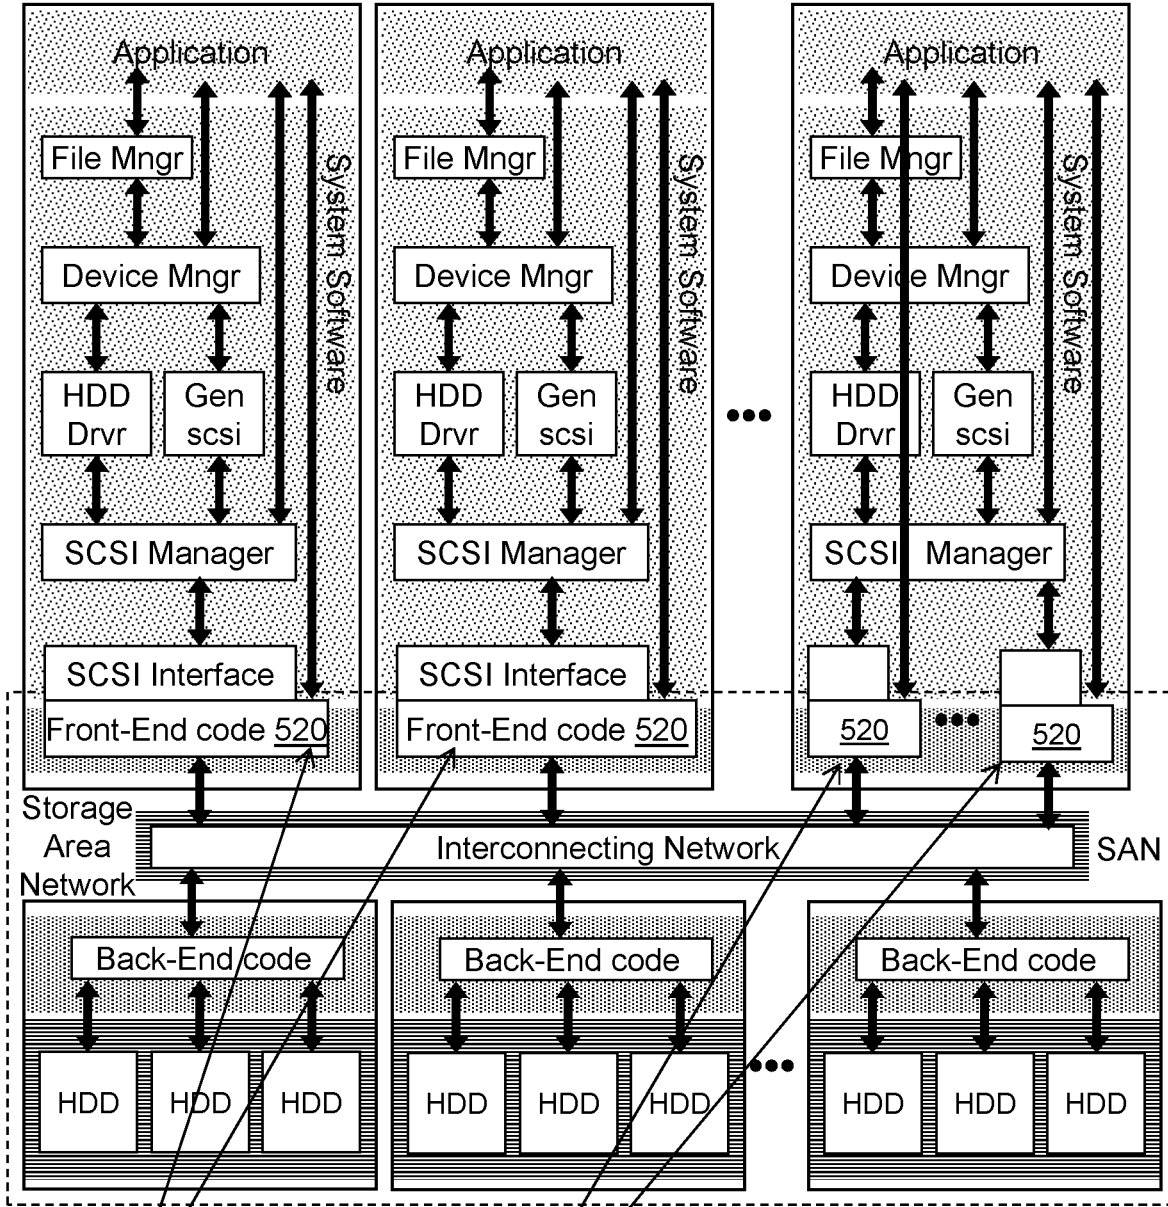 Application
File Mngr
Device Mngr
HDD
Drvr
Gen
scsi
SCSI Manager
SCSI Interface
Front-End code 520
System Software
Application
File Mngr
Device Mngr
HDD
Drvr
Gen
scsi
SCSI Manager
SCSI Interface
Front-End code 520
System Software
Application
File Mngr
Device Mngr
HDD
Drvr
Gen
scsi
SCSI Manager
520
520
System Software
Storage
Area
Network
Interconnecting Network
SAN
Back-End code
HDD
HDD
HDD
Back-End code
HDD
HDD
HDD
Back-End code
HDD
HDD
HDD